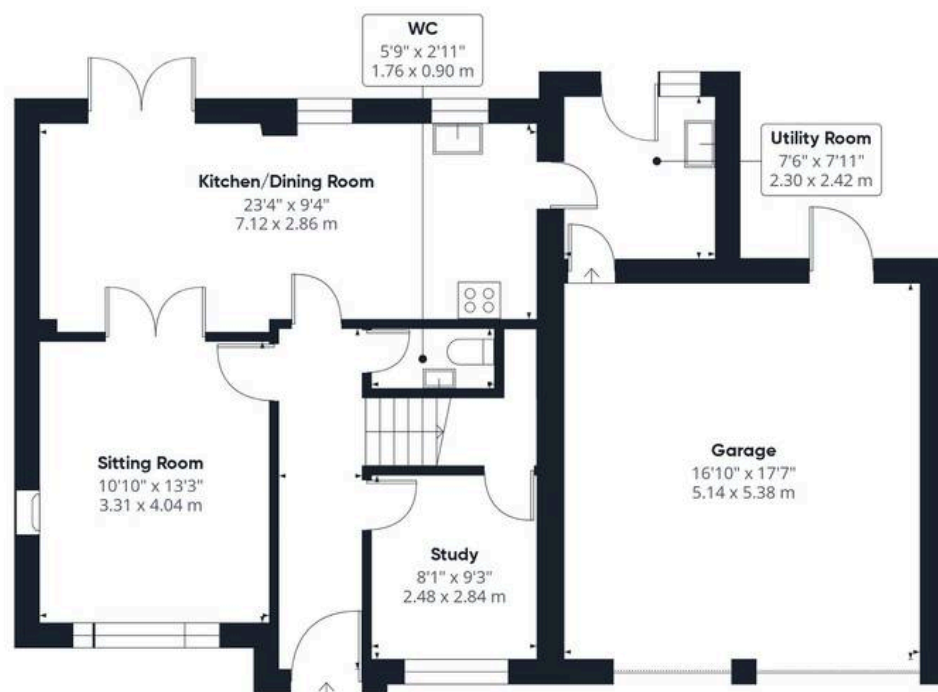 WC
5'9" x 2'11"
1.76 x 0.90 m
Kitchen/Dining Room
23'4" x 9'4"
7.12 x 2.86 m
Utility Room
7'6" x 7'11"
2.30 x 2.42 m
Sitting Room
10'10" x 13'3"
3.31 x 4.04 m
Garage
16'10" x 17'7"
5.14 x 5.38 m
Study
8'1" x 9'3"
2.48 x 2.84 m